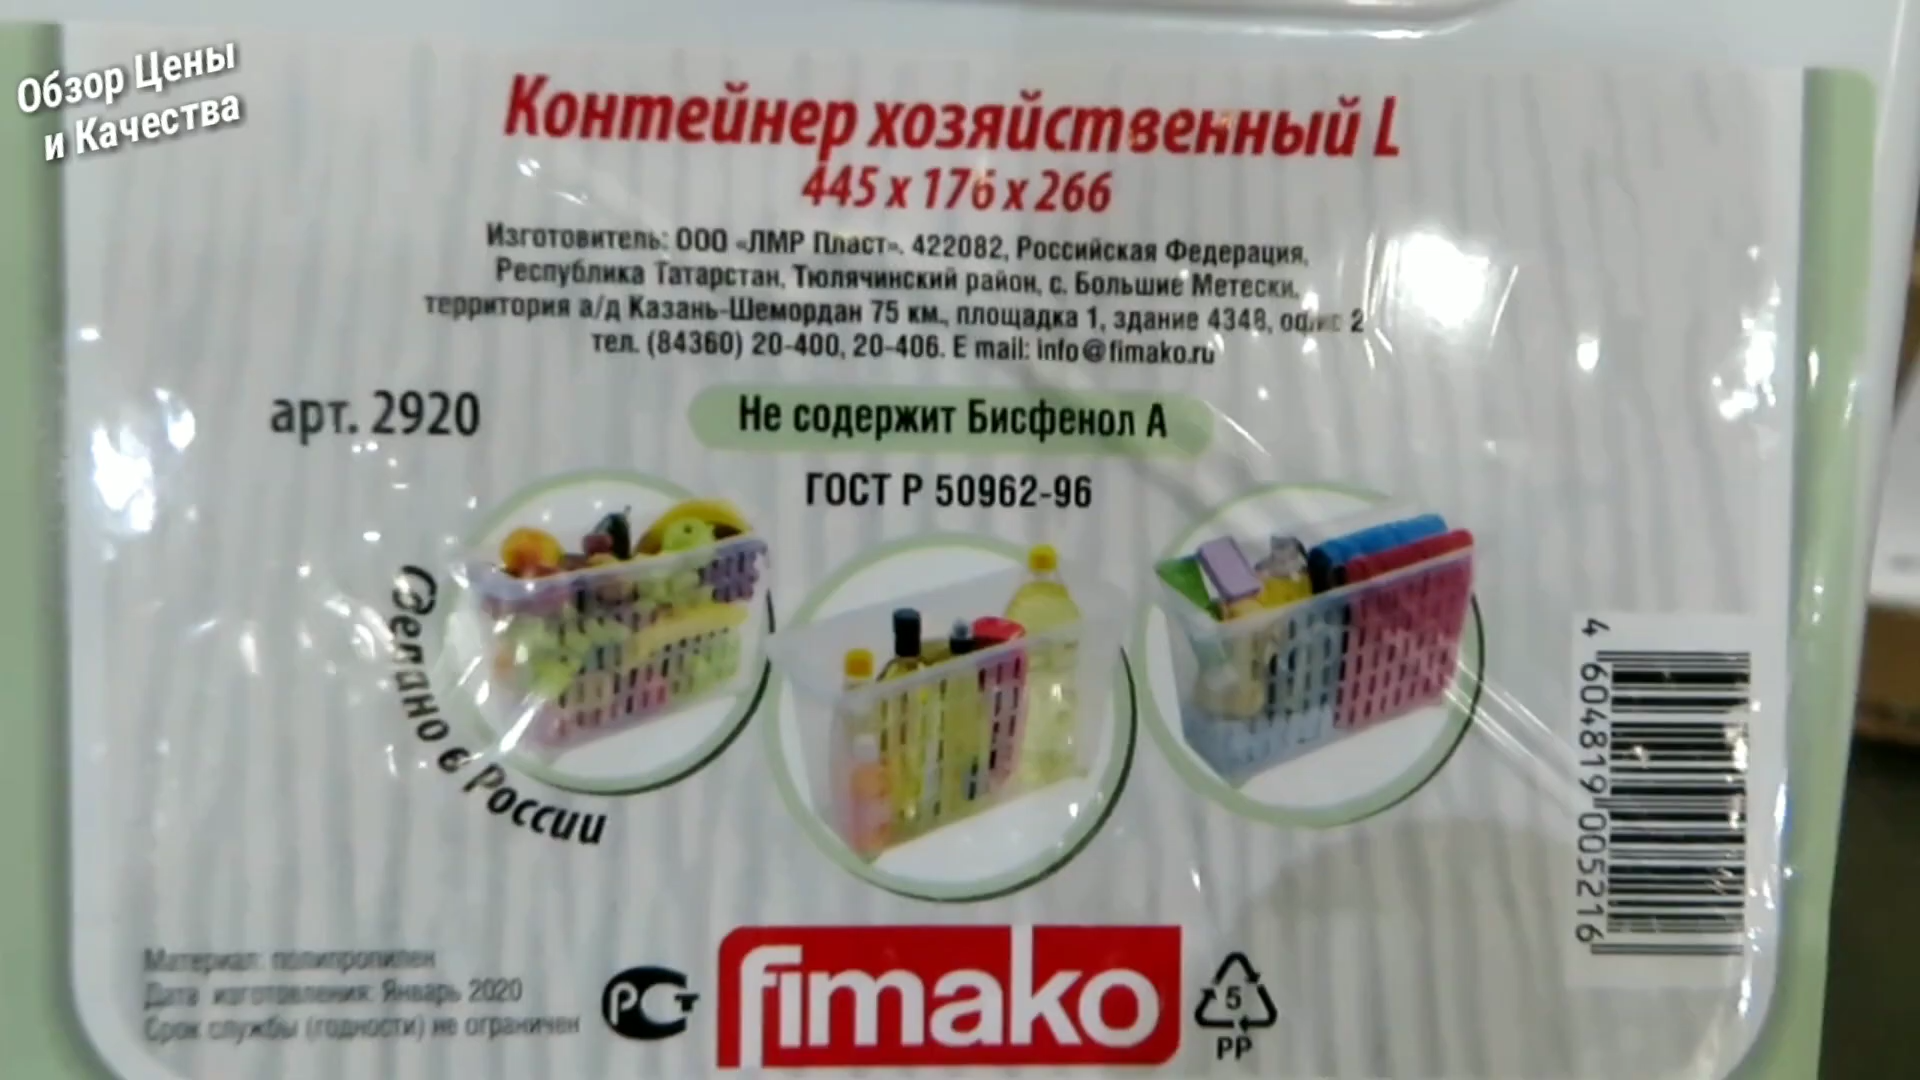 Обзор Цены
и Качества
Контейнер хозяйственный L
445 x 176 x 266
Изготовитель: ООО «ЛМР Пласт». 422082, Российская Федерация,
Республика Татарстан, Тюлячинский район, с. Большие Метески,
территория а/д Казань-Шемордан 75 км., площадка 1, здание 4348, офис 2
тел. (84360) 20-400, 20-406. E mail: info@fimako.ru
арт. 2920
Не содержит Бисфенол А
ГОСТ Р 50962-96
Сделано в России
4 604819 005216
Материал: полипропилен
Дата изготовления: Январь 2020
Срок службы (годности) не ограничен
РСТ
fimako
5
PP